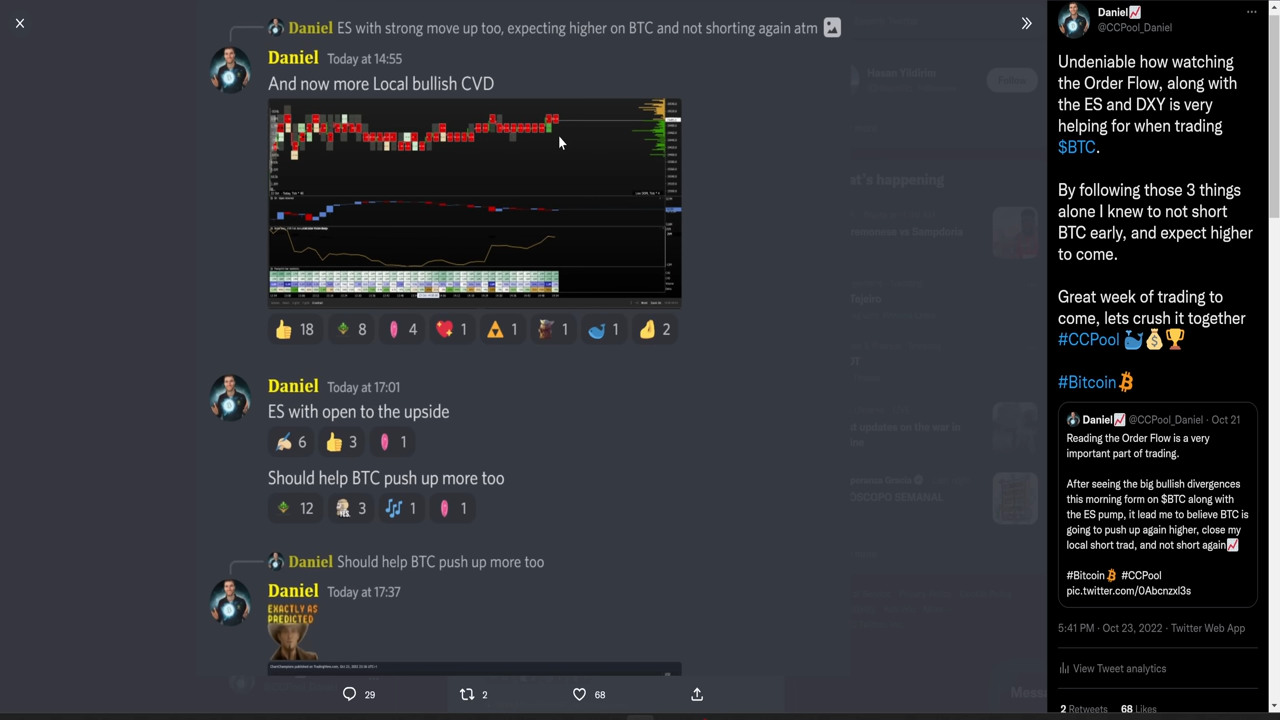 Daniel ES with strong move up too, expecting higher on BTC and not shorting again atm
Daniel Today at 14:55
And now more Local bullish CVD
18 8 4 1 1 1 1 2
Daniel Today at 17:01
ES with open to the upside
6 3 1
Should help BTC push up more too
12 3 1 1
Daniel Should help BTC push up more too
Daniel Today at 17:37
EXACTLY AS
PREDICTED
29 2 68
Hasan Yildirim
Follow
at's happening
Daniel📈
@CCPool_Daniel
Undeniable how watching
the Order Flow, along with
the ES and DXY is very
helping for when trading
$BTC.
By following those 3 things
alone I knew to not short
BTC early, and expect higher
to come.
Great week of trading to
come, lets crush it together
#CCPool 🐳💰🏆
#Bitcoin
Daniel📈 @CCPool_Daniel · Oct 21
Reading the Order Flow is a very
important part of trading.
After seeing the big bullish divergences
this morning form on $BTC along with
the ES pump, it lead me to believe BTC is
going to push up again higher, close my
local short trad, and not short again📈
#Bitcoin #CCPool
pic.twitter.com/0Abcnzxl3s
5:41 PM · Oct 23, 2022 · Twitter Web App
View Tweet analytics
2 Retweets 68 Likes